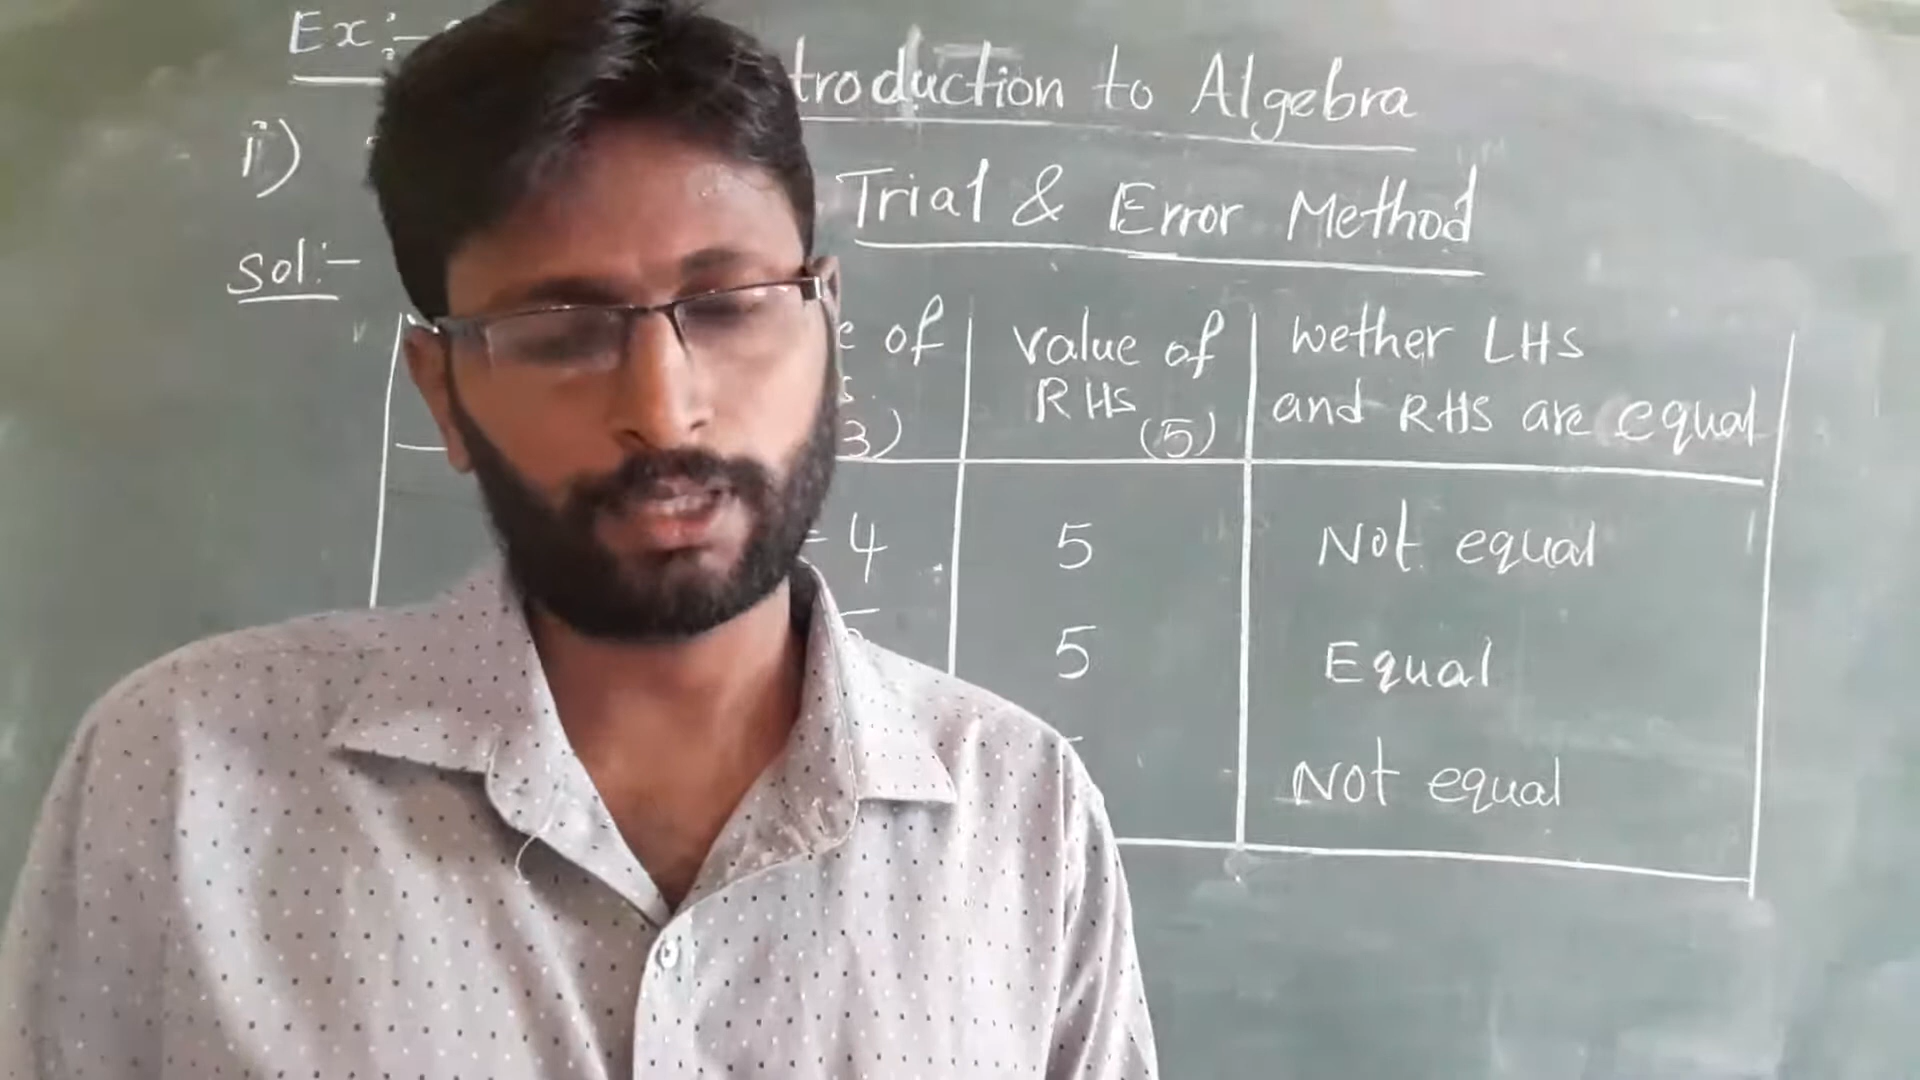 Ex:-
troduction to Algebra
i)
Trial & Error Method
Sol:-
of
value of
RHS
(5)
wether LHS
and RHS are equal
3)
= 4
5
Not equal
5
Equal
Not equal